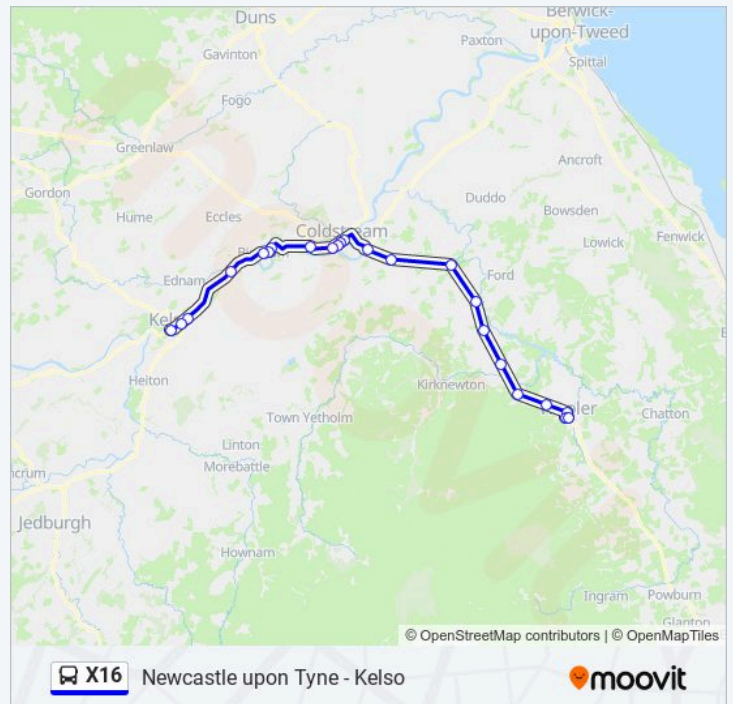 Duns
Berwick-
upon-Tweed
Gavinton
Paxton
Spittal
Fogo
Greenlaw
Ancroft
Gordon
Duddo
Hume
Eccles
Bowsden
Coldstream
Lowick
Fenwick
Ednam
Ford
Heiton
Kirknewton
Town Yetholm
Chatton
Linton
Morebattle
Jedburgh
Hownam
Ingram
Powburn
Glanton
© OpenStreetMap contributors | © OpenMapTiles
X16 Newcastle upon Tyne - Kelso
moovit